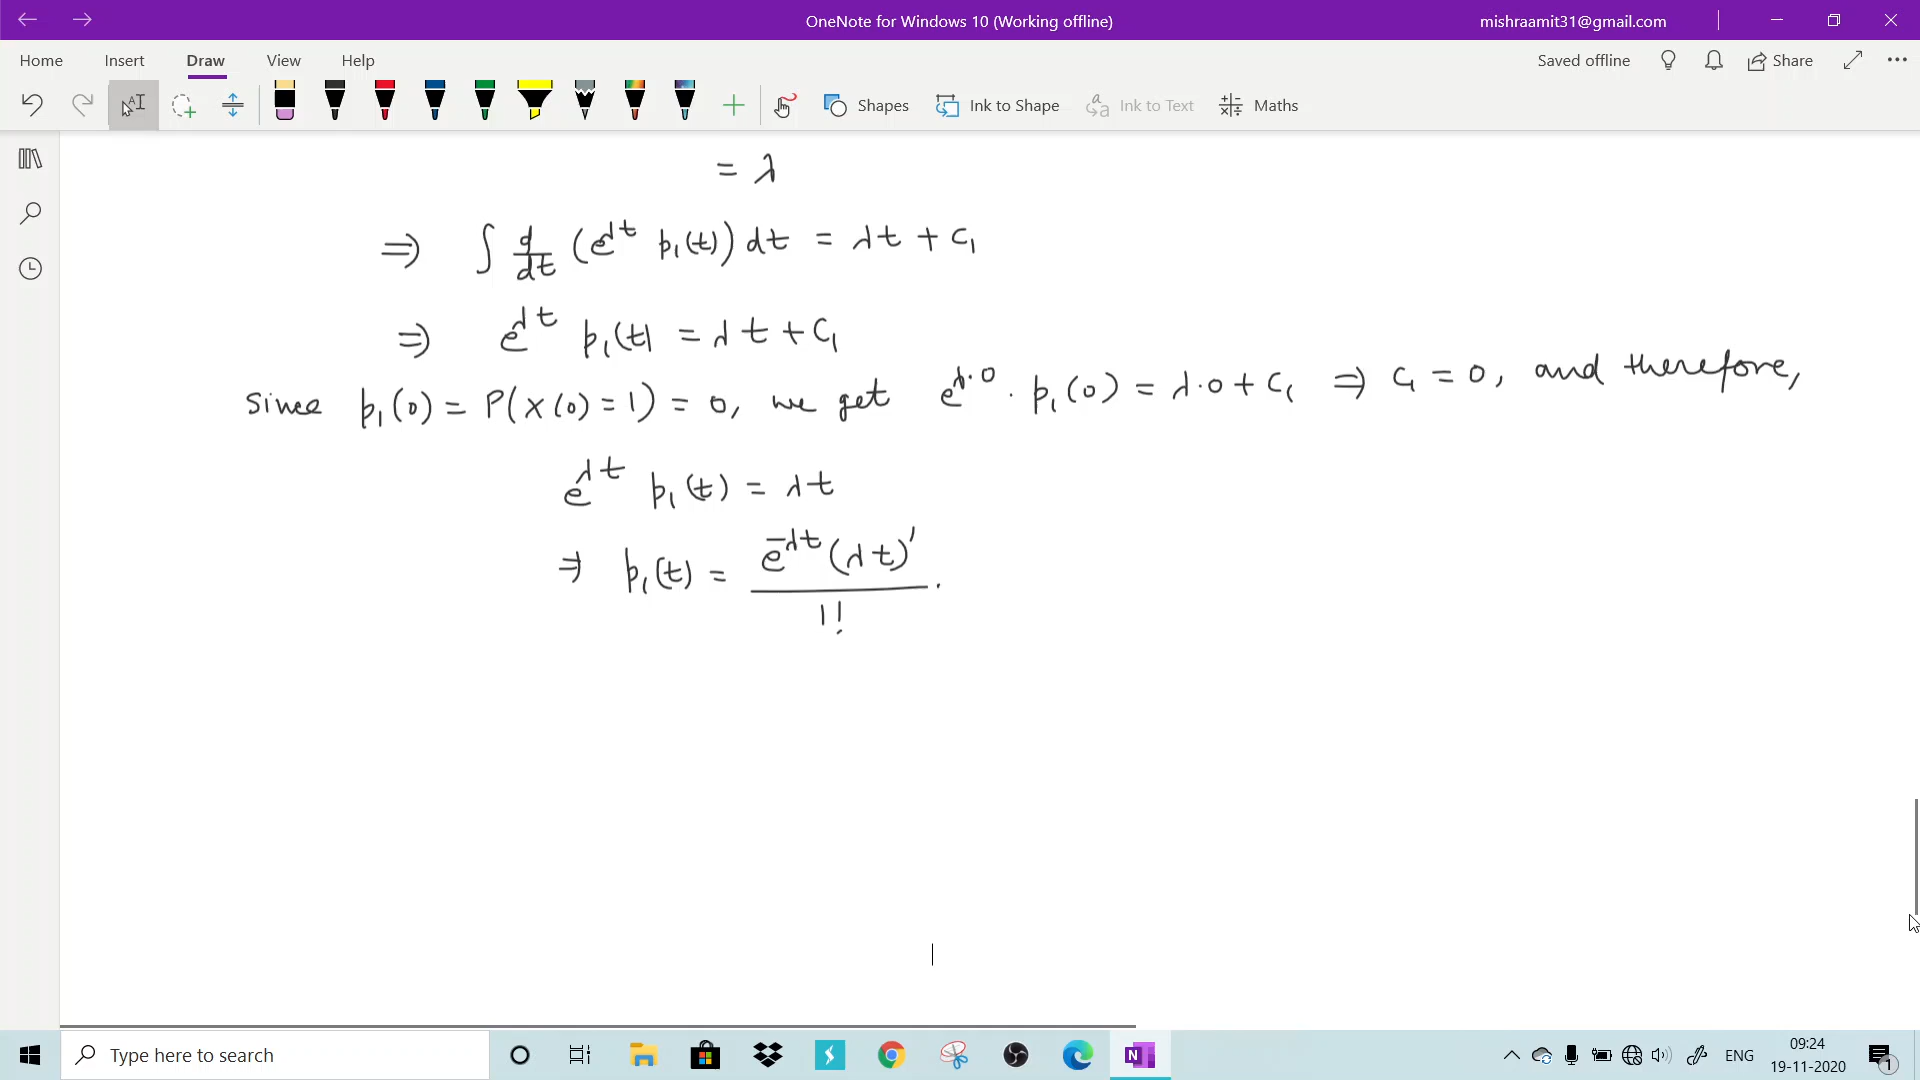 OneNote for Windows 10 (Working offline)
mishraamit31@gmail.com
Home Insert Draw View Help
Saved offline
Share
Shapes
Ink to Shape
Ink to Text
Maths
= λ
⇒ ∫ d/dt (e^{λt} p₁(t)) dt = λt + c₁
⇒ e^{λt} p₁(t) = λt + C₁
Since p₁(0) = P(X(0) = 1) = 0, we get e^{λ·0} · p₁(0) = λ·0 + C₁ ⇒ C₁ = 0, and therefore,
e^{λt} p₁(t) = λt
⇒ p₁(t) = e^{-λt}(λt)^1 / 1! .
Type here to search
ENG
09:24
19-11-2020
1